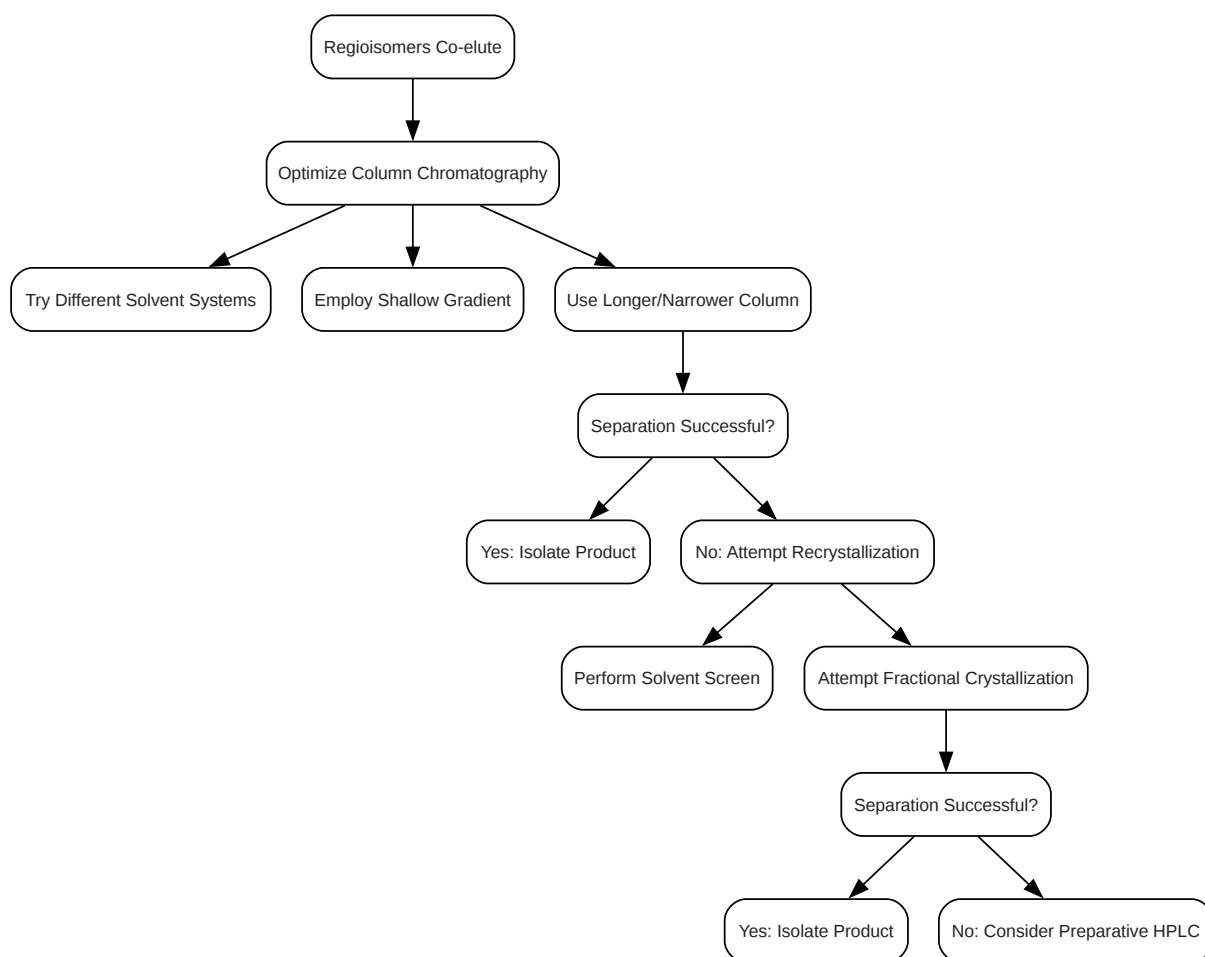 Regioisomers Co-elute
Optimize Column Chromatography
Try Different Solvent Systems
Employ Shallow Gradient
Use Longer/Narrower Column
Separation Successful?
Yes: Isolate Product
No: Attempt Recrystallization
Perform Solvent Screen
Attempt Fractional Crystallization
Separation Successful?
Yes: Isolate Product
No: Consider Preparative HPLC